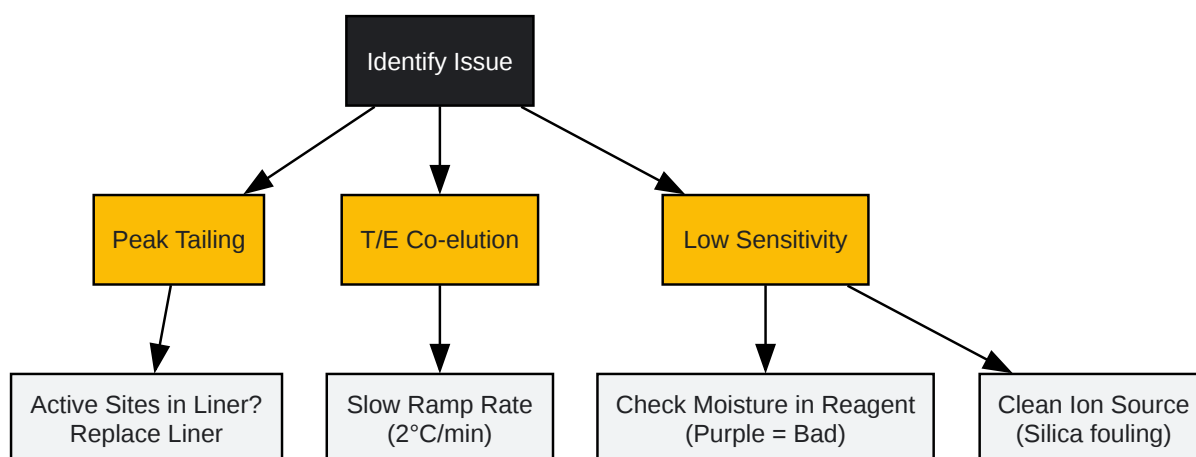 Identify Issue
Peak Tailing
T/E Co-elution
Low Sensitivity
Active Sites in Liner?
Replace Liner
Slow Ramp Rate
(2°C/min)
Check Moisture in Reagent
(Purple = Bad)
Clean Ion Source
(Silica fouling)